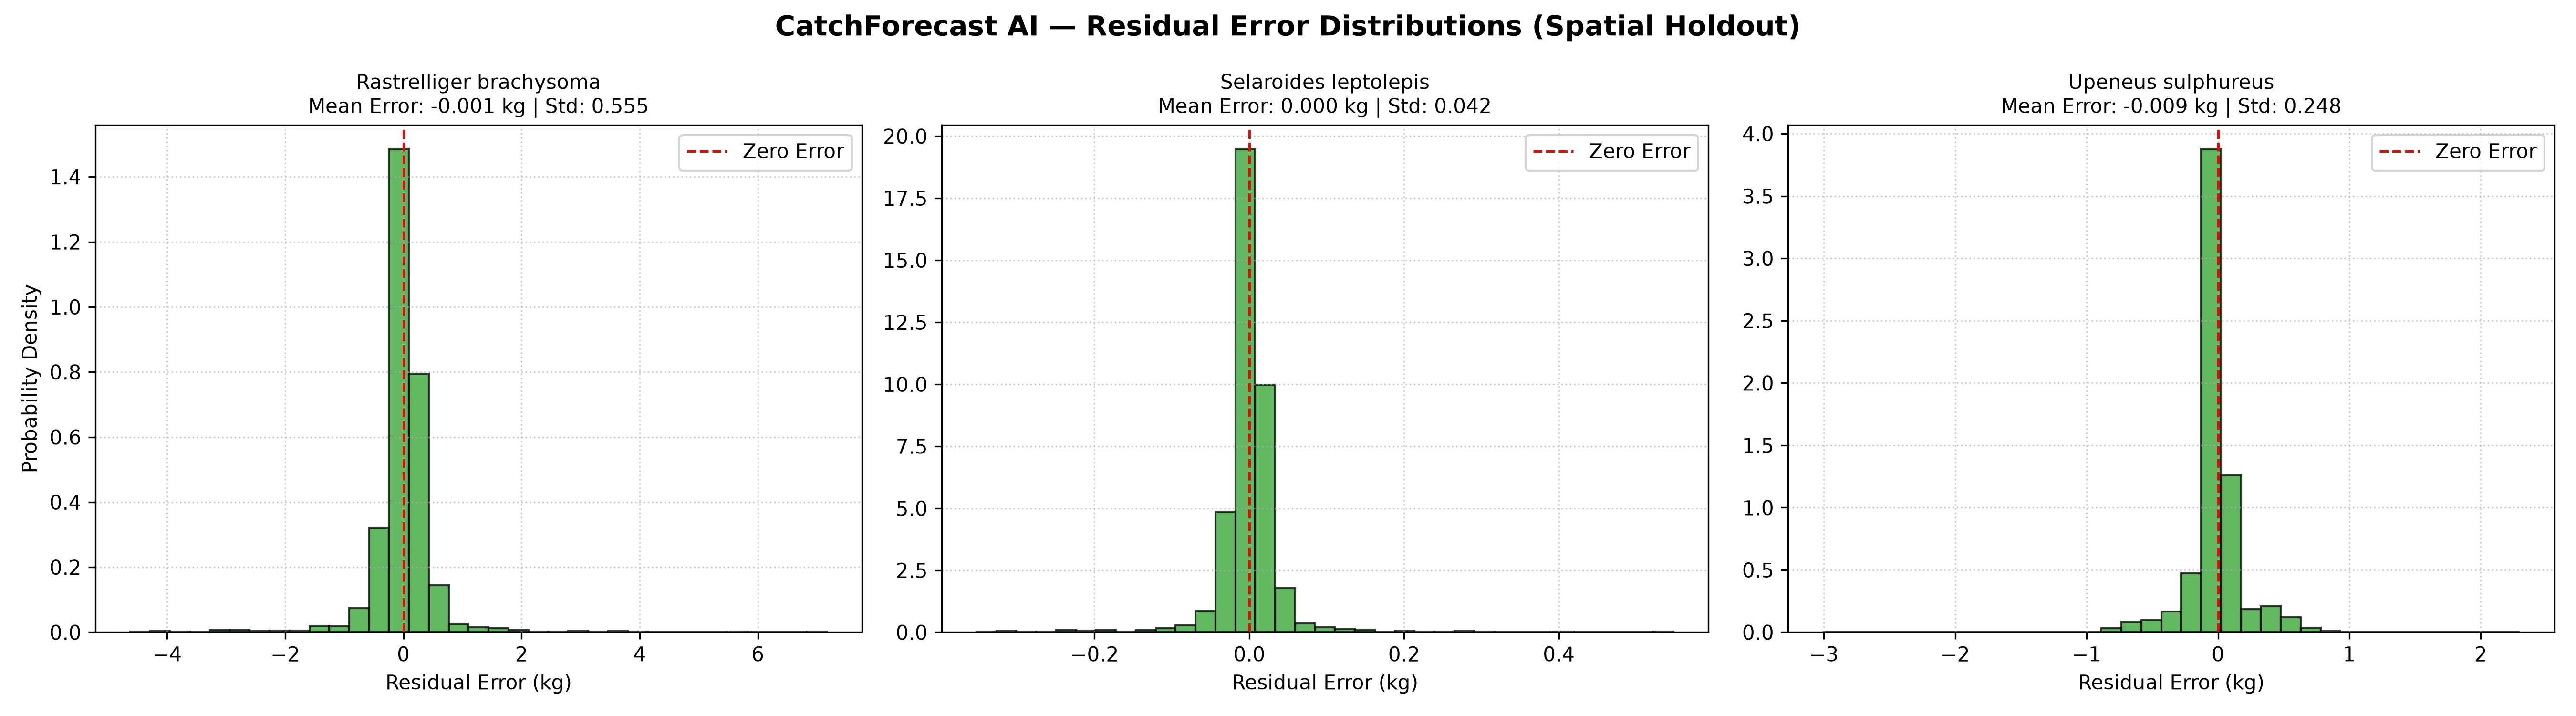 CatchForecast AI — Residual Error Distributions (Spatial Holdout)
Rastrelliger brachysoma
Mean Error: -0.001 kg | Std: 0.555
Zero Error
Probability Density
1.4
1.2
1.0
0.8
0.6
0.4
0.2
0.0
−4 −2 0 2 4 6
Residual Error (kg)
Selaroides leptolepis
Mean Error: 0.000 kg | Std: 0.042
Zero Error
20.0
17.5
15.0
12.5
10.0
7.5
5.0
2.5
0.0
−0.2 0.0 0.2 0.4
Residual Error (kg)
Upeneus sulphureus
Mean Error: -0.009 kg | Std: 0.248
Zero Error
4.0
3.5
3.0
2.5
2.0
1.5
1.0
0.5
0.0
−3 −2 −1 0 1 2
Residual Error (kg)